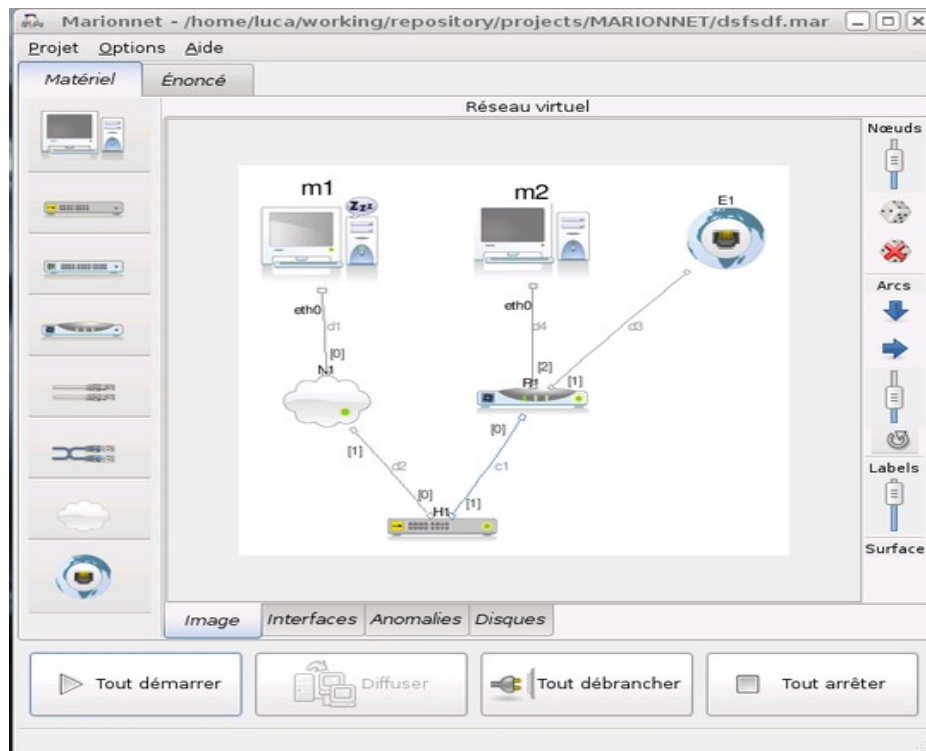 Marionnet - /home/luca/working/repository/projects/MARIONNET/dsfsdf.mar
Projet Options Aide
Matériel Énoncé
Réseau virtuel
Nœuds
m1
m2
E1
Zzz
Arcs
eth0
eth0
d1
d4
d3
[0]
[2]
N1
R1
[1]
[0]
[1]
d2
c1
[0]
[1]
H1
Labels
Surface
Image Interfaces Anomalies Disques
Tout démarrer Diffuser Tout débrancher Tout arrêter